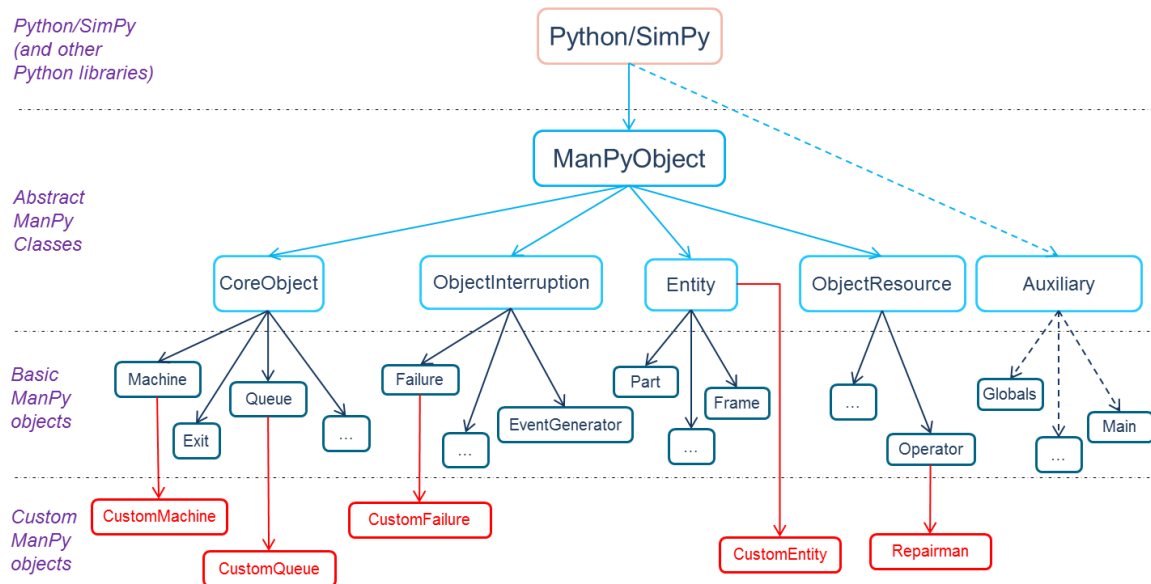 Python/SimPy
(and other
Python libraries)
Python/SimPy
ManPyObject
Abstract
ManPy
Classes
CoreObject
ObjectInterruption
Entity
ObjectResource
Auxiliary
Basic
ManPy
objects
Machine
Queue
Exit
...
Failure
...
EventGenerator
Part
Frame
...
...
Operator
Globals
Main
...
Custom
ManPy
objects
CustomMachine
CustomQueue
CustomFailure
CustomEntity
Repairman